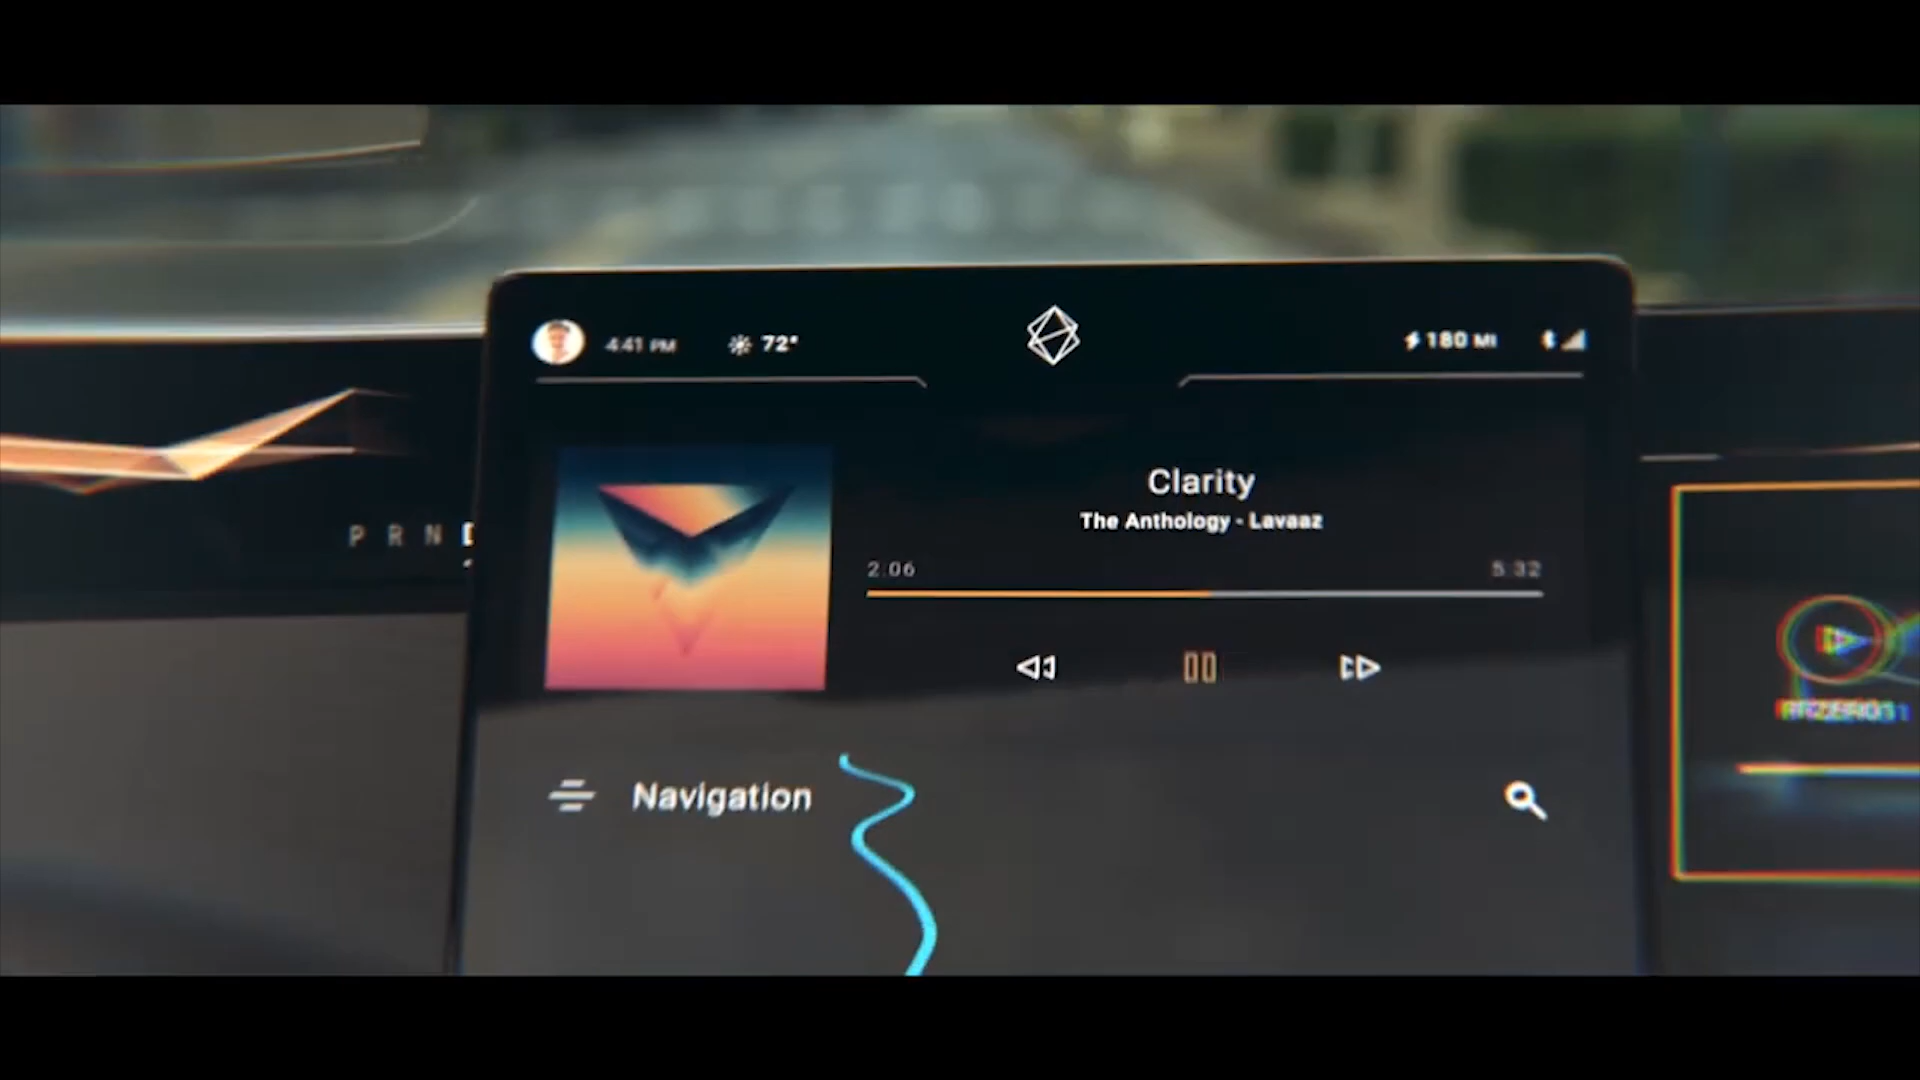 4:41 PM
72°
180 MI
Clarity
The Anthology - Lavaaz
2:06
5:32
P R N D
Navigation